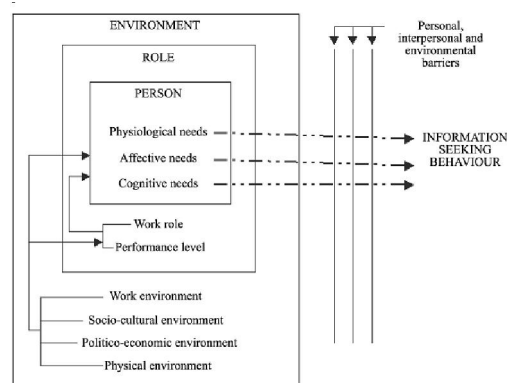 ENVIRONMENT
ROLE
PERSON
Physiological needs
Affective needs
Cognitive needs
Work role
Performance level
Work environment
Socio-cultural environment
Politico-economic environment
Physical environment
Personal,
interpersonal and
environmental
barriers
INFORMATION
SEEKING
BEHAVIOUR